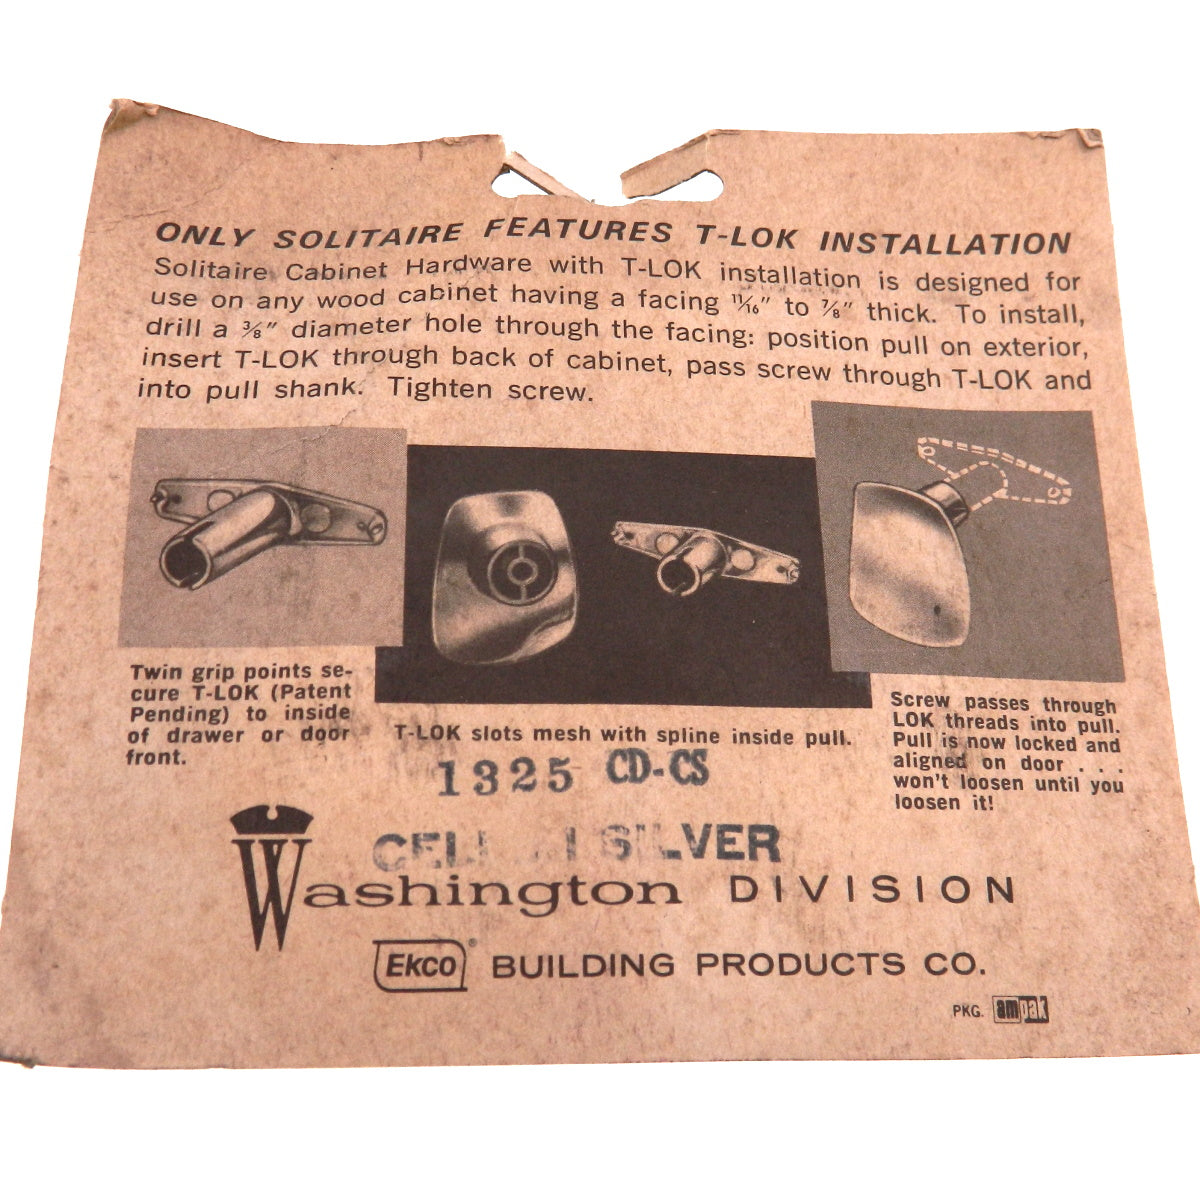 ONLY SOLITAIRE FEATURES T-LOK INSTALLATION
Solitaire Cabinet Hardware with T-LOK installation is designed for
use on any wood cabinet having a facing 11/16" to 7/8" thick. To install,
drill a 3/8" diameter hole through the facing: position pull on exterior,
insert T-LOK through back of cabinet, pass screw through T-LOK and
into pull shank. Tighten screw.
Twin grip points se-
cure T-LOK (Patent
Pending) to inside
of drawer or door
front.
T-LOK slots mesh with spline inside pull.
Screw passes through
LOK threads into pull.
Pull is now locked and
aligned on door . . .
won't loosen until you
loosen it!
1325 CD-CS
SILVER
Washington DIVISION
EKCO® BUILDING PRODUCTS CO.
PKG. ampak